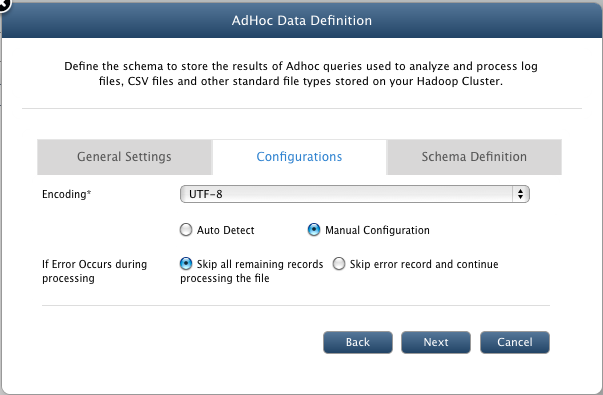 AdHoc Data Definition
Define the schema to store the results of Adhoc queries used to analyze and process log
files, CSV files and other standard file types stored on your Hadoop Cluster.
General Settings
Configurations
Schema Definition
Encoding*
UTF-8
Auto Detect
Manual Configuration
If Error Occurs during
processing
Skip all remaining records
processing the file
Skip error record and continue
Back
Next
Cancel